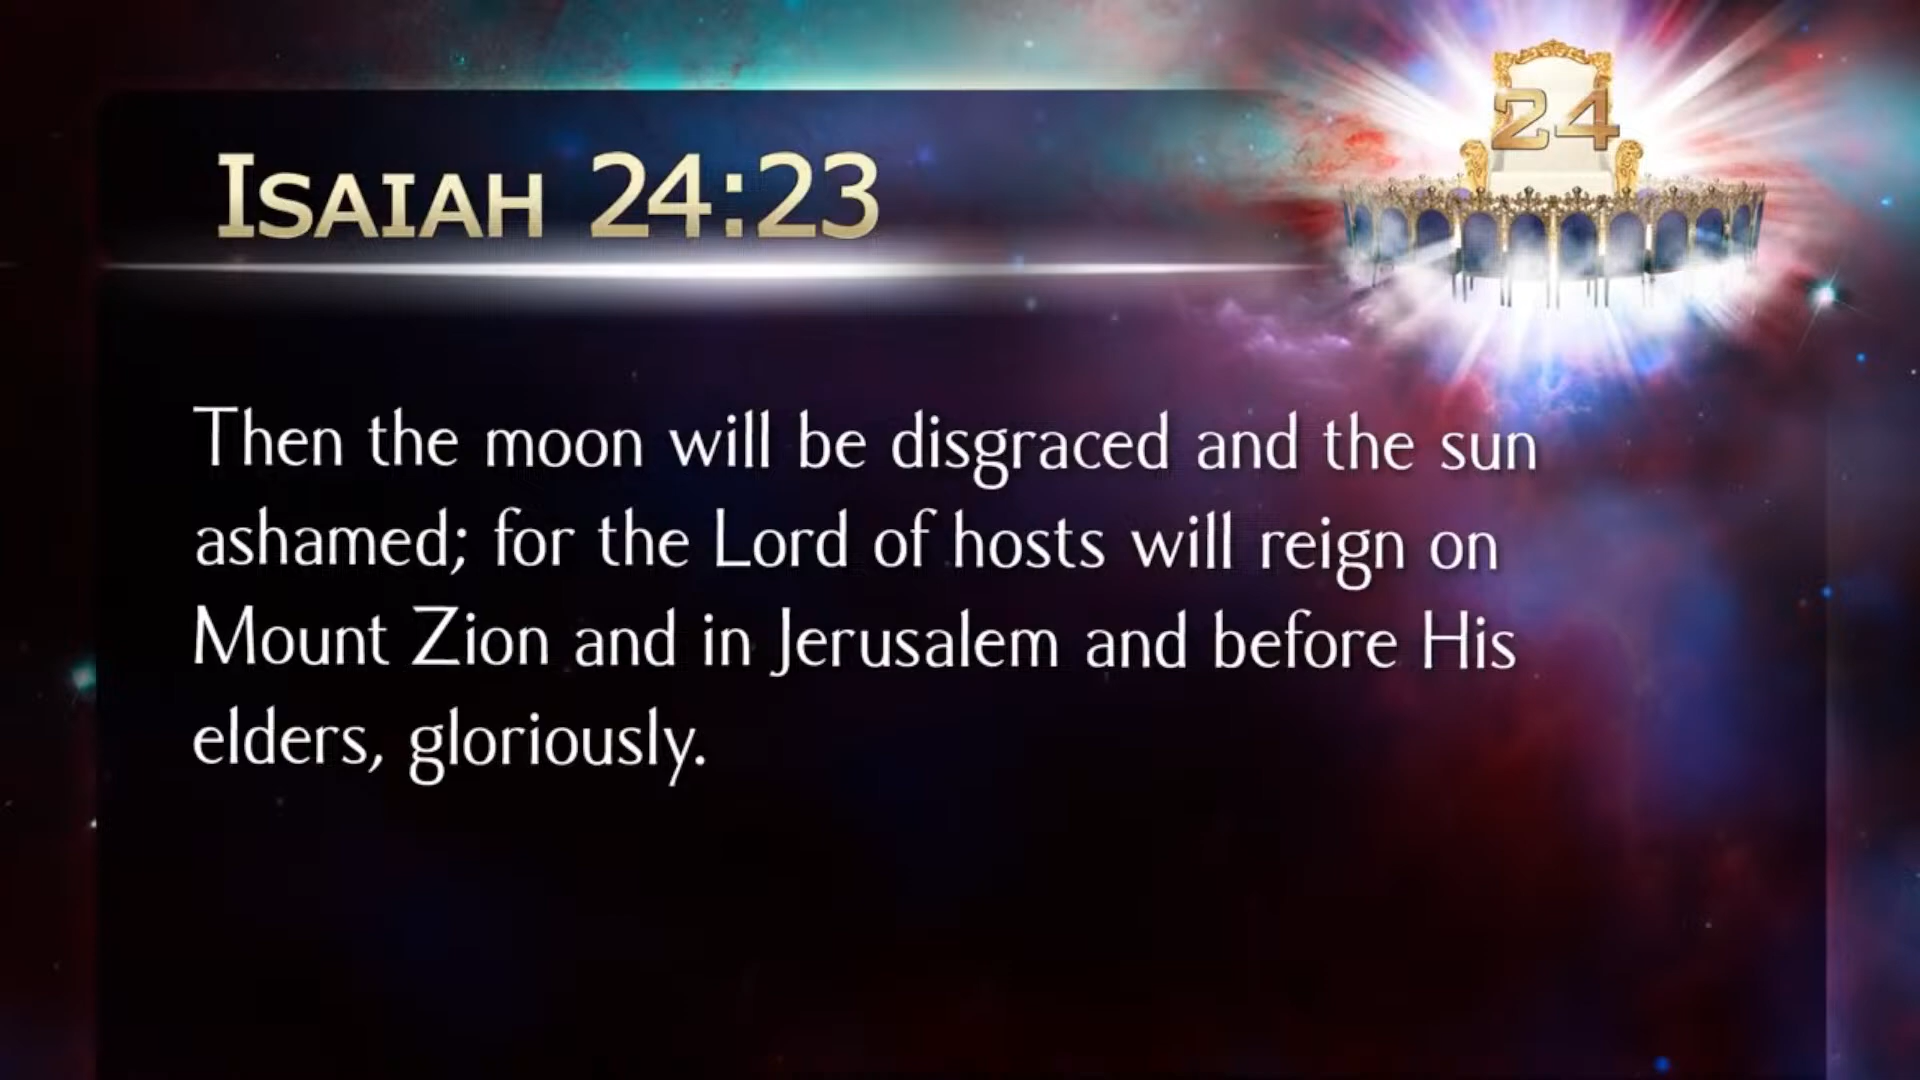 24
Isaiah 24:23
Then the moon will be disgraced and the sun
ashamed; for the Lord of hosts will reign on
Mount Zion and in Jerusalem and before His
elders, gloriously.